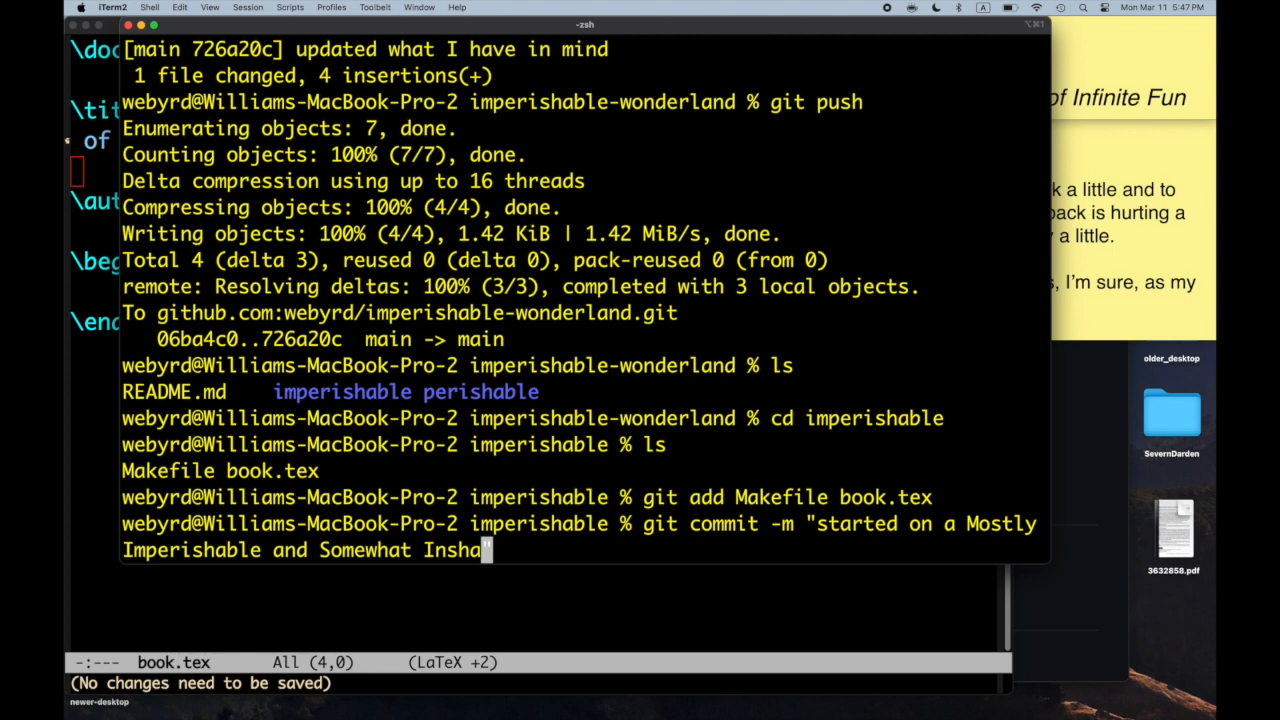 iTerm2 Shell Edit View Session Scripts Profiles Toolbelt Window Help A Mon Mar 11 5:47 PM
-zsh
⌥⌘1
\doc
\tit
of
\aut
\beg
\end
[main 726a20c] updated what I have in mind
1 file changed, 4 insertions(+)
webyrd@Williams-MacBook-Pro-2 imperishable-wonderland % git push
Enumerating objects: 7, done.
Counting objects: 100% (7/7), done.
Delta compression using up to 16 threads
Compressing objects: 100% (4/4), done.
Writing objects: 100% (4/4), 1.42 KiB | 1.42 MiB/s, done.
Total 4 (delta 3), reused 0 (delta 0), pack-reused 0 (from 0)
remote: Resolving deltas: 100% (3/3), completed with 3 local objects.
To github.com:webyrd/imperishable-wonderland.git
06ba4c0..726a20c main -> main
webyrd@Williams-MacBook-Pro-2 imperishable-wonderland % ls
README.md imperishable perishable
webyrd@Williams-MacBook-Pro-2 imperishable-wonderland % cd imperishable
webyrd@Williams-MacBook-Pro-2 imperishable % ls
Makefile book.tex
webyrd@Williams-MacBook-Pro-2 imperishable % git add Makefile book.tex
webyrd@Williams-MacBook-Pro-2 imperishable % git commit -m "started on a Mostly
Imperishable and Somewhat Insha"
of Infinite Fun
k a little and to
back is hurting a
a little.
, I'm sure, as my
older_desktop
SevernDarden
3632858.pdf
-:--- book.tex All (4,0) (LaTeX +2)
(No changes need to be saved)
newer-desktop